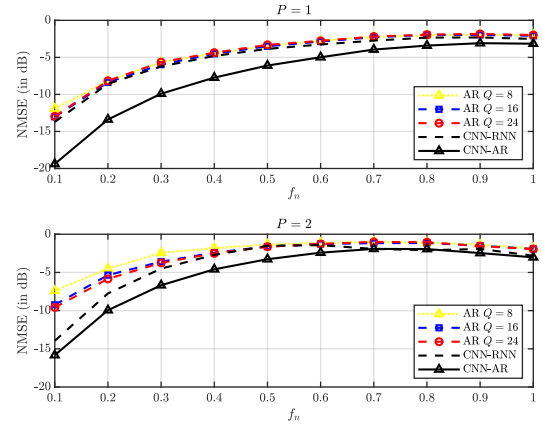 P = 1
NMSE (in dB)
0
-5
-10
-15
-20
AR Q = 8
AR Q = 16
AR Q = 24
CNN-RNN
CNN-AR
0.1 0.2 0.3 0.4 0.5 0.6 0.7 0.8 0.9 1
f_n
P = 2
NMSE (in dB)
0
-5
-10
-15
-20
AR Q = 8
AR Q = 16
AR Q = 24
CNN-RNN
CNN-AR
0.1 0.2 0.3 0.4 0.5 0.6 0.7 0.8 0.9 1
f_n